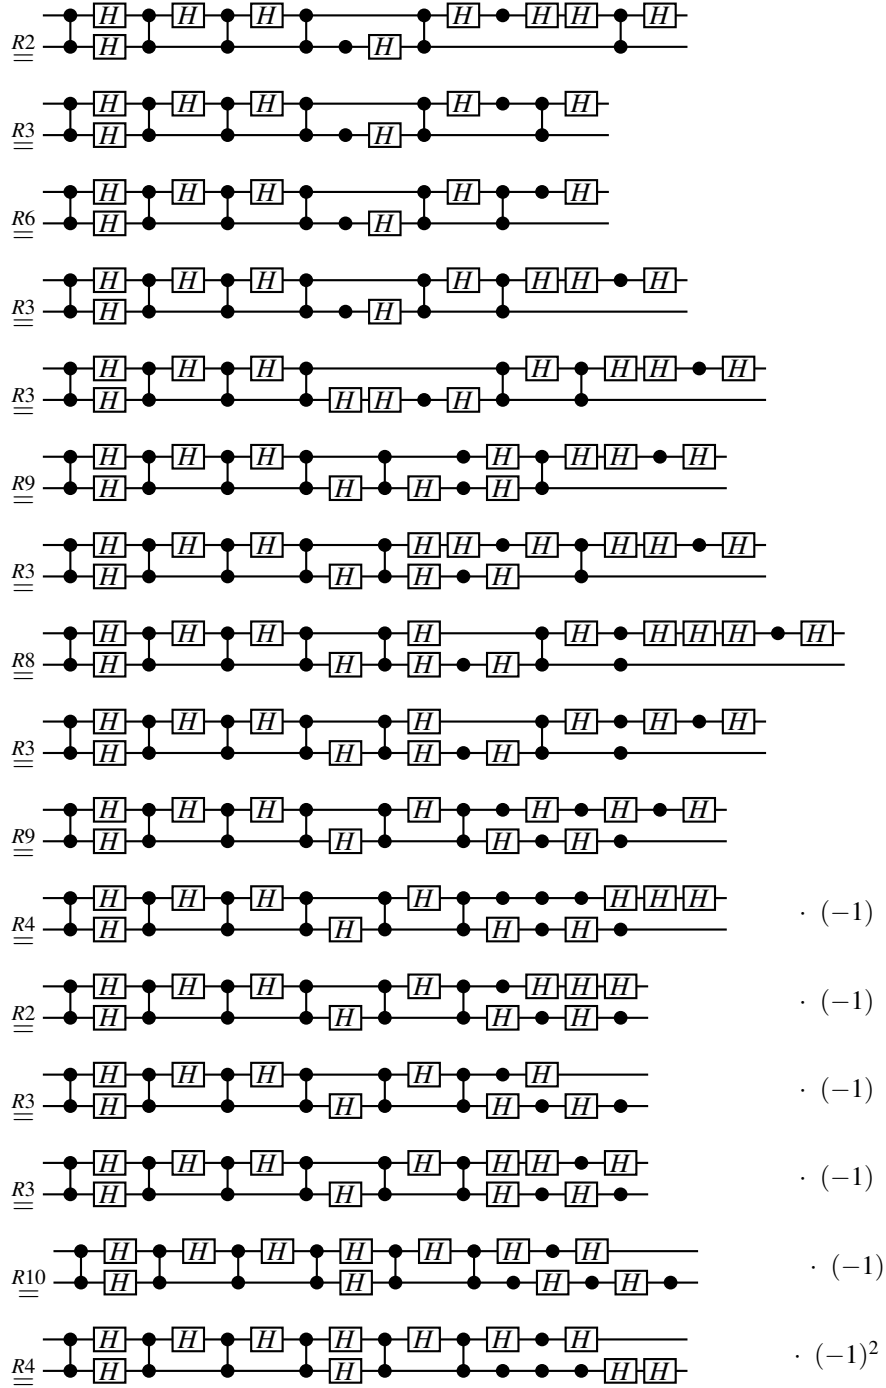 H H H H H H H
R2 = H H
H H H H H
R3 = H H
H H H H H
R6 = H H
H H H H H H H
R3 = H H
H H H H H H H
R3 = H H H H
H H H H H H H
R9 = H H H H
H H H H H H H H H
R3 = H H H H
H H H H H H H H H
R8 = H H H H
H H H H H H H
R3 = H H H H
H H H H H H H
R9 = H H H H
H H H H H H H
R4 = H H H H · (−1)
H H H H H H H
R2 = H H H H · (−1)
H H H H H
R3 = H H H H · (−1)
H H H H H H H
R3 = H H H H · (−1)
H H H H H H H
R10 = H H H H · (−1)
H H H H H H H
R4 = H H H H · (−1)²